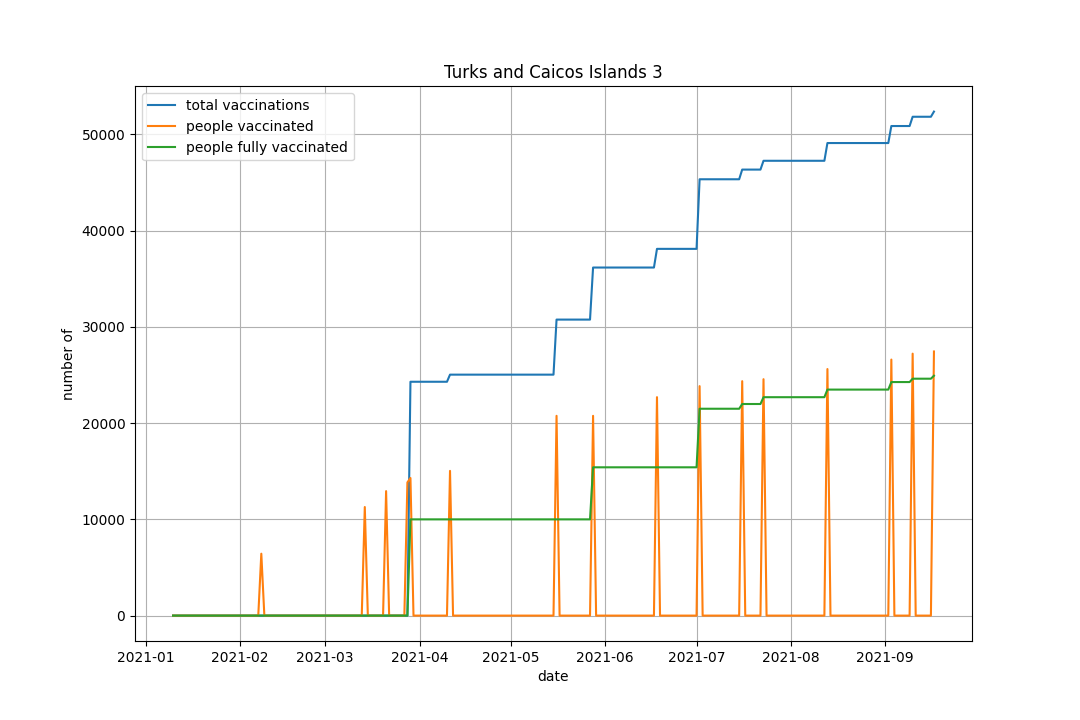 Turks and Caicos Islands 3
total vaccinations
people vaccinated
people fully vaccinated
50000
40000
30000
20000
10000
0
number of
2021-01 2021-02 2021-03 2021-04 2021-05 2021-06 2021-07 2021-08 2021-09
date